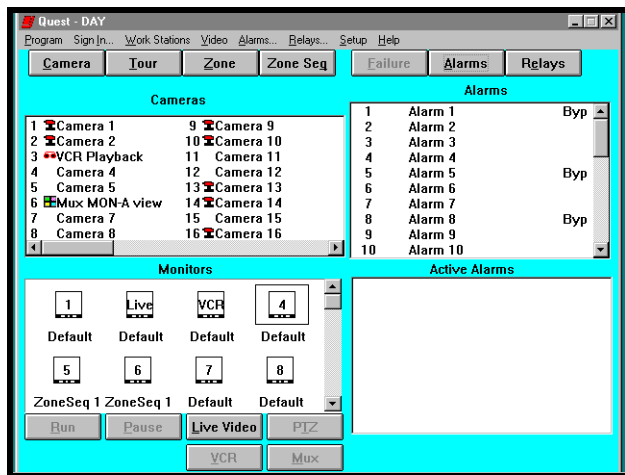 Quest - DAY
Program Sign In... Work Stations Video Alarms... Relays... Setup Help
Camera Tour Zone Zone Seq Failure Alarms Relays
Cameras
1 Camera 1 9 Camera 9
2 Camera 2 10 Camera 10
3 VCR Playback 11 Camera 11
4 Camera 4 12 Camera 12
5 Camera 5 13 Camera 13
6 Mux MON-A view 14 Camera 14
7 Camera 7 15 Camera 15
8 Camera 8 16 Camera 16
Alarms
1 Alarm 1 Byp
2 Alarm 2
3 Alarm 3
4 Alarm 4
5 Alarm 5 Byp
6 Alarm 6
7 Alarm 7
8 Alarm 8 Byp
9 Alarm 9
10 Alarm 10
Monitors
1 Live VCR 4
Default Default Default Default
5 6 7 8
ZoneSeq 1 ZoneSeq 1 Default Default
Active Alarms
Run Pause Live Video PTZ
VCR Mux